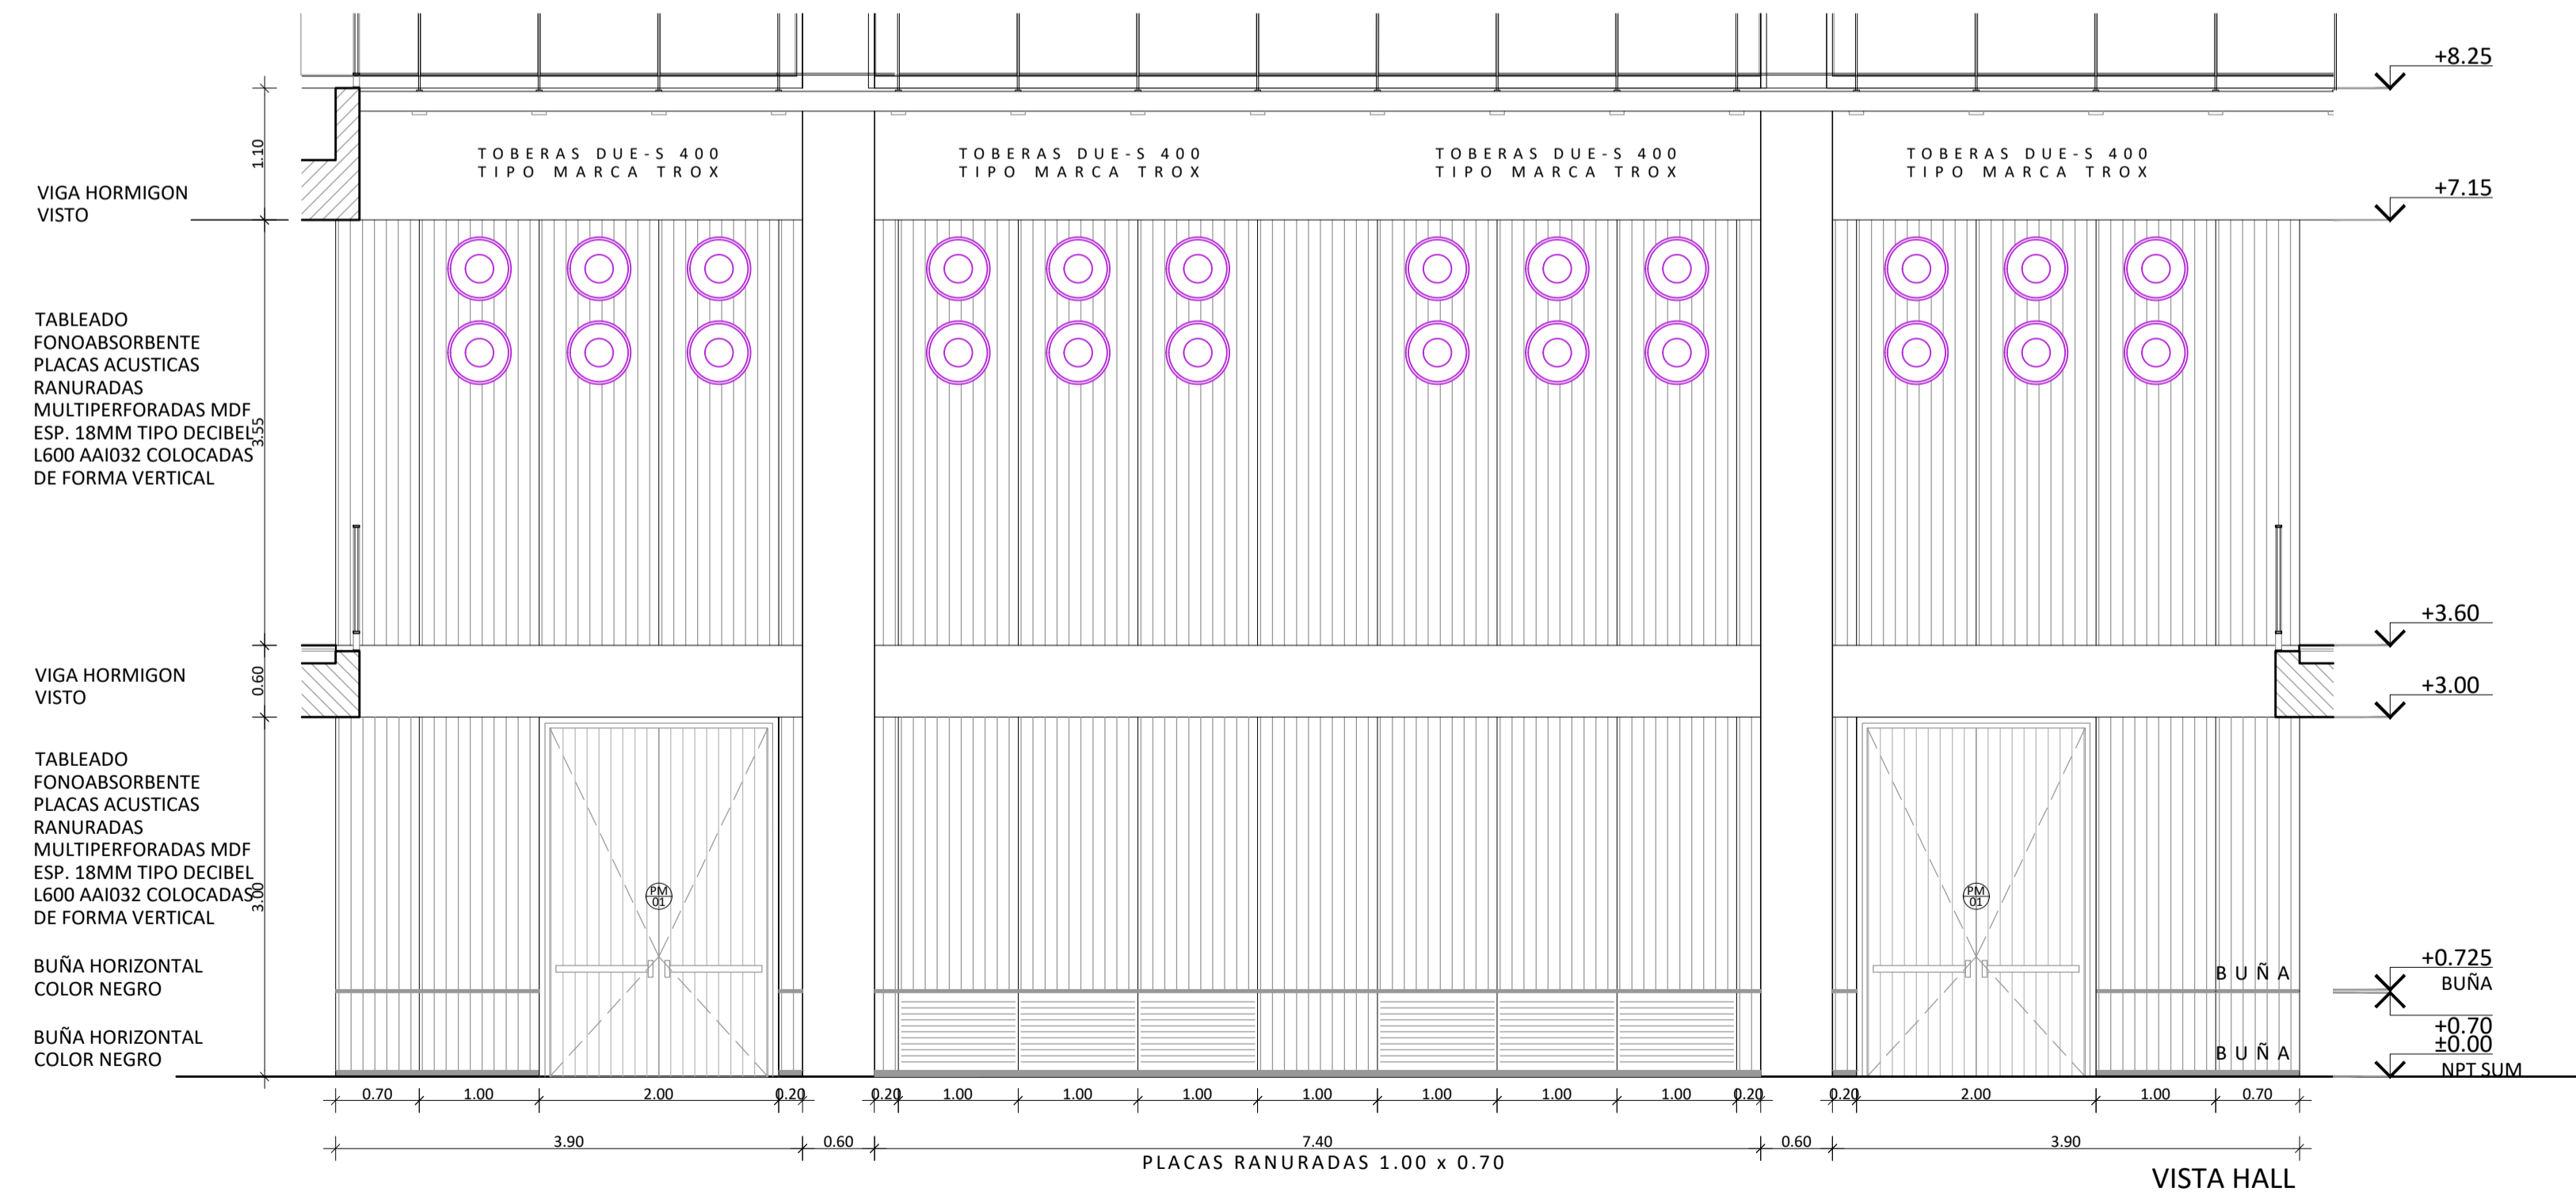 +8.25
1.10
TOBERAS DUE-S 400
TIPO MARCA TROX
TOBERAS DUE-S 400
TIPO MARCA TROX
TOBERAS DUE-S 400
TIPO MARCA TROX
TOBERAS DUE-S 400
TIPO MARCA TROX
VIGA HORMIGON
VISTO
+7.15
TABLEADO
FONOABSORBENTE
PLACAS ACUSTICAS
RANURADAS
MULTIPERFORADAS MDF
ESP. 18MM TIPO DECIBEL
L600 AAI032 COLOCADAS
DE FORMA VERTICAL
3.55
+3.60
VIGA HORMIGON
VISTO
0.60
+3.00
TABLEADO
FONOABSORBENTE
PLACAS ACUSTICAS
RANURADAS
MULTIPERFORADAS MDF
ESP. 18MM TIPO DECIBEL
L600 AAI032 COLOCADAS
DE FORMA VERTICAL
3.00
PM
01
PM
01
BUÑA HORIZONTAL
COLOR NEGRO
BUÑA
+0.725
BUÑA
BUÑA HORIZONTAL
COLOR NEGRO
BUÑA
+0.70
±0.00
NPT SUM
0.70 1.00 2.00 0.20 0.20 1.00 1.00 1.00 1.00 1.00 1.00 1.00 0.20 0.20 2.00 1.00 0.70
3.90 0.60 7.40 0.60 3.90
PLACAS RANURADAS 1.00 x 0.70
VISTA HALL